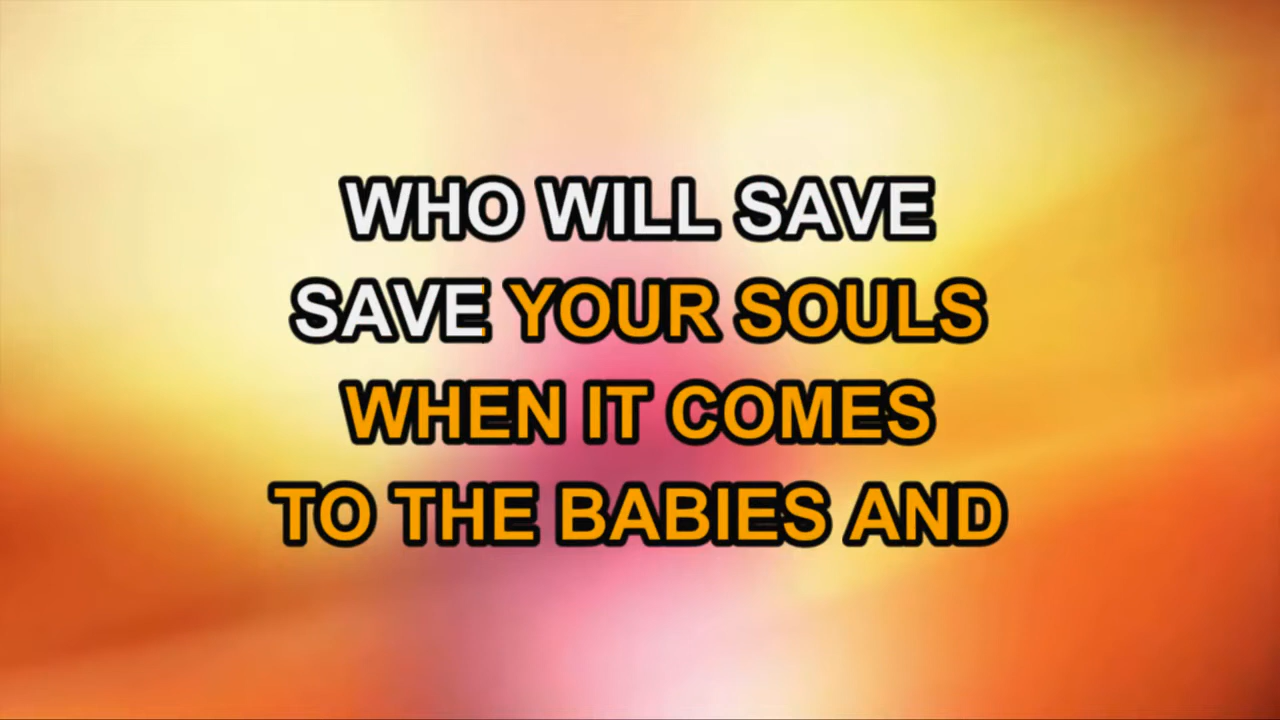 WHO WILL SAVE
SAVE YOUR SOULS
WHEN IT COMES
TO THE BABIES AND